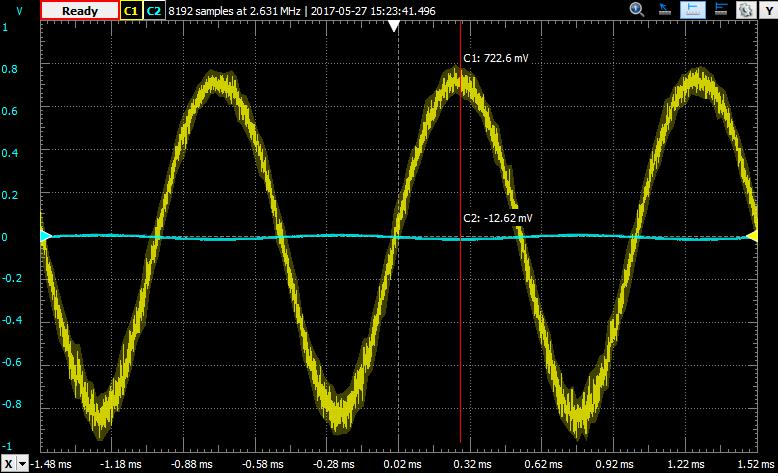 V Ready C1 C2 8192 samples at 2.631 MHz | 2017-05-27 15:23:41.496 Y
1
0.8
C1: 722.6 mV
0.6
0.4
0.2
C2: -12.62 mV
0
-0.2
-0.4
-0.6
-0.8
-1
X -1.48 ms -1.18 ms -0.88 ms -0.58 ms -0.28 ms 0.02 ms 0.32 ms 0.62 ms 0.92 ms 1.22 ms 1.52 ms